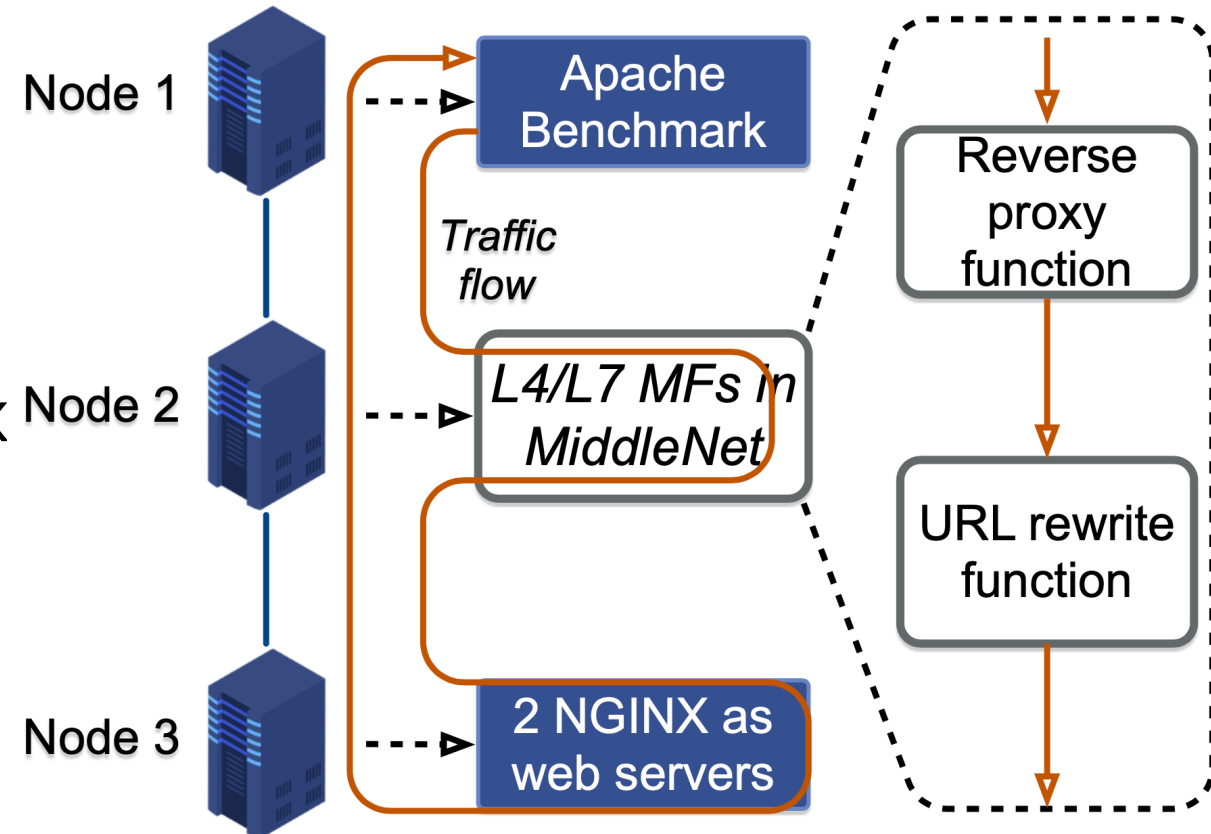 Node 1
Apache
Benchmark
Traffic
flow
Node 2
L4/L7 MFs in
MiddleNet
Node 3
2 NGINX as
web servers
Reverse
proxy
function
URL rewrite
function